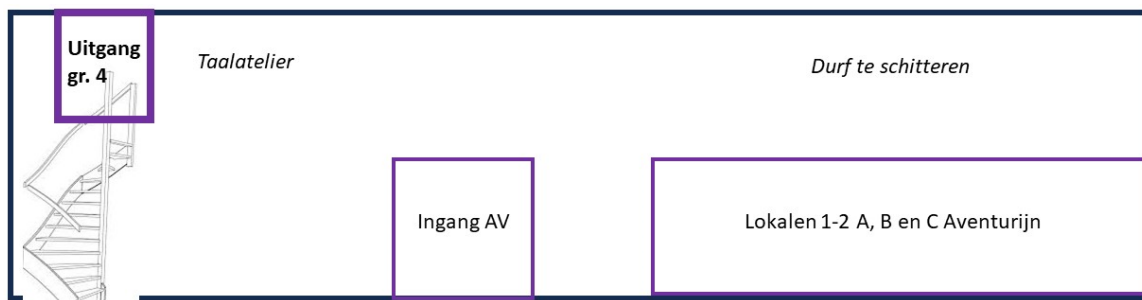 Uitgang
gr. 4
Taalatelier
Durf te schitteren
Ingang AV
Lokalen 1-2 A, B en C Aventurijn